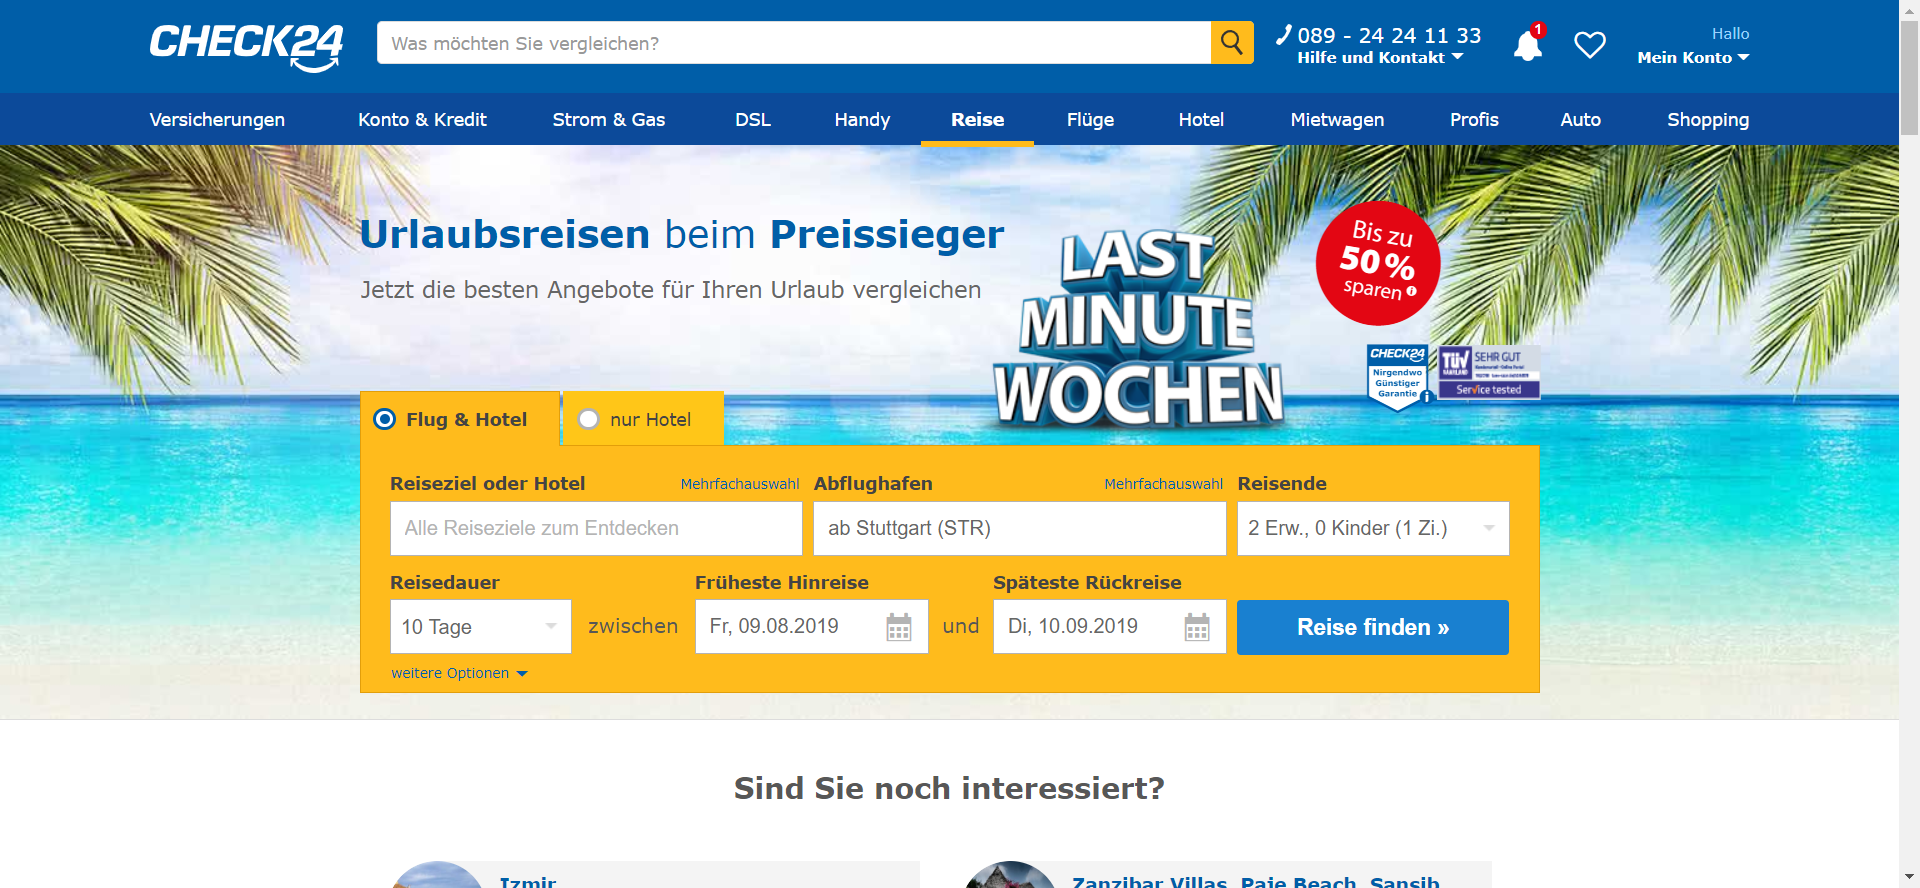 CHECK24
Was möchten Sie vergleichen?
089 - 24 24 11 33
Hilfe und Kontakt
1
Hallo
Mein Konto
Versicherungen
Konto & Kredit
Strom & Gas
DSL
Handy
Reise
Flüge
Hotel
Mietwagen
Profis
Auto
Shopping
Urlaubsreisen beim Preissieger
Jetzt die besten Angebote für Ihren Urlaub vergleichen
LAST
MINUTE
WOCHEN
Bis zu
50 %
sparen
CHECK24
Nirgendwo
Günstiger
Garantie
TÜV
SEHR GUT
Service tested
Flug & Hotel
nur Hotel
Reiseziel oder Hotel
Mehrfachauswahl
Abflughafen
Mehrfachauswahl
Reisende
Alle Reiseziele zum Entdecken
ab Stuttgart (STR)
2 Erw., 0 Kinder (1 Zi.)
Reisedauer
Früheste Hinreise
Späteste Rückreise
10 Tage
zwischen
Fr, 09.08.2019
und
Di, 10.09.2019
Reise finden »
weitere Optionen
Sind Sie noch interessiert?
Izmir
Zanzibar Villas, Paje Beach, Sansib